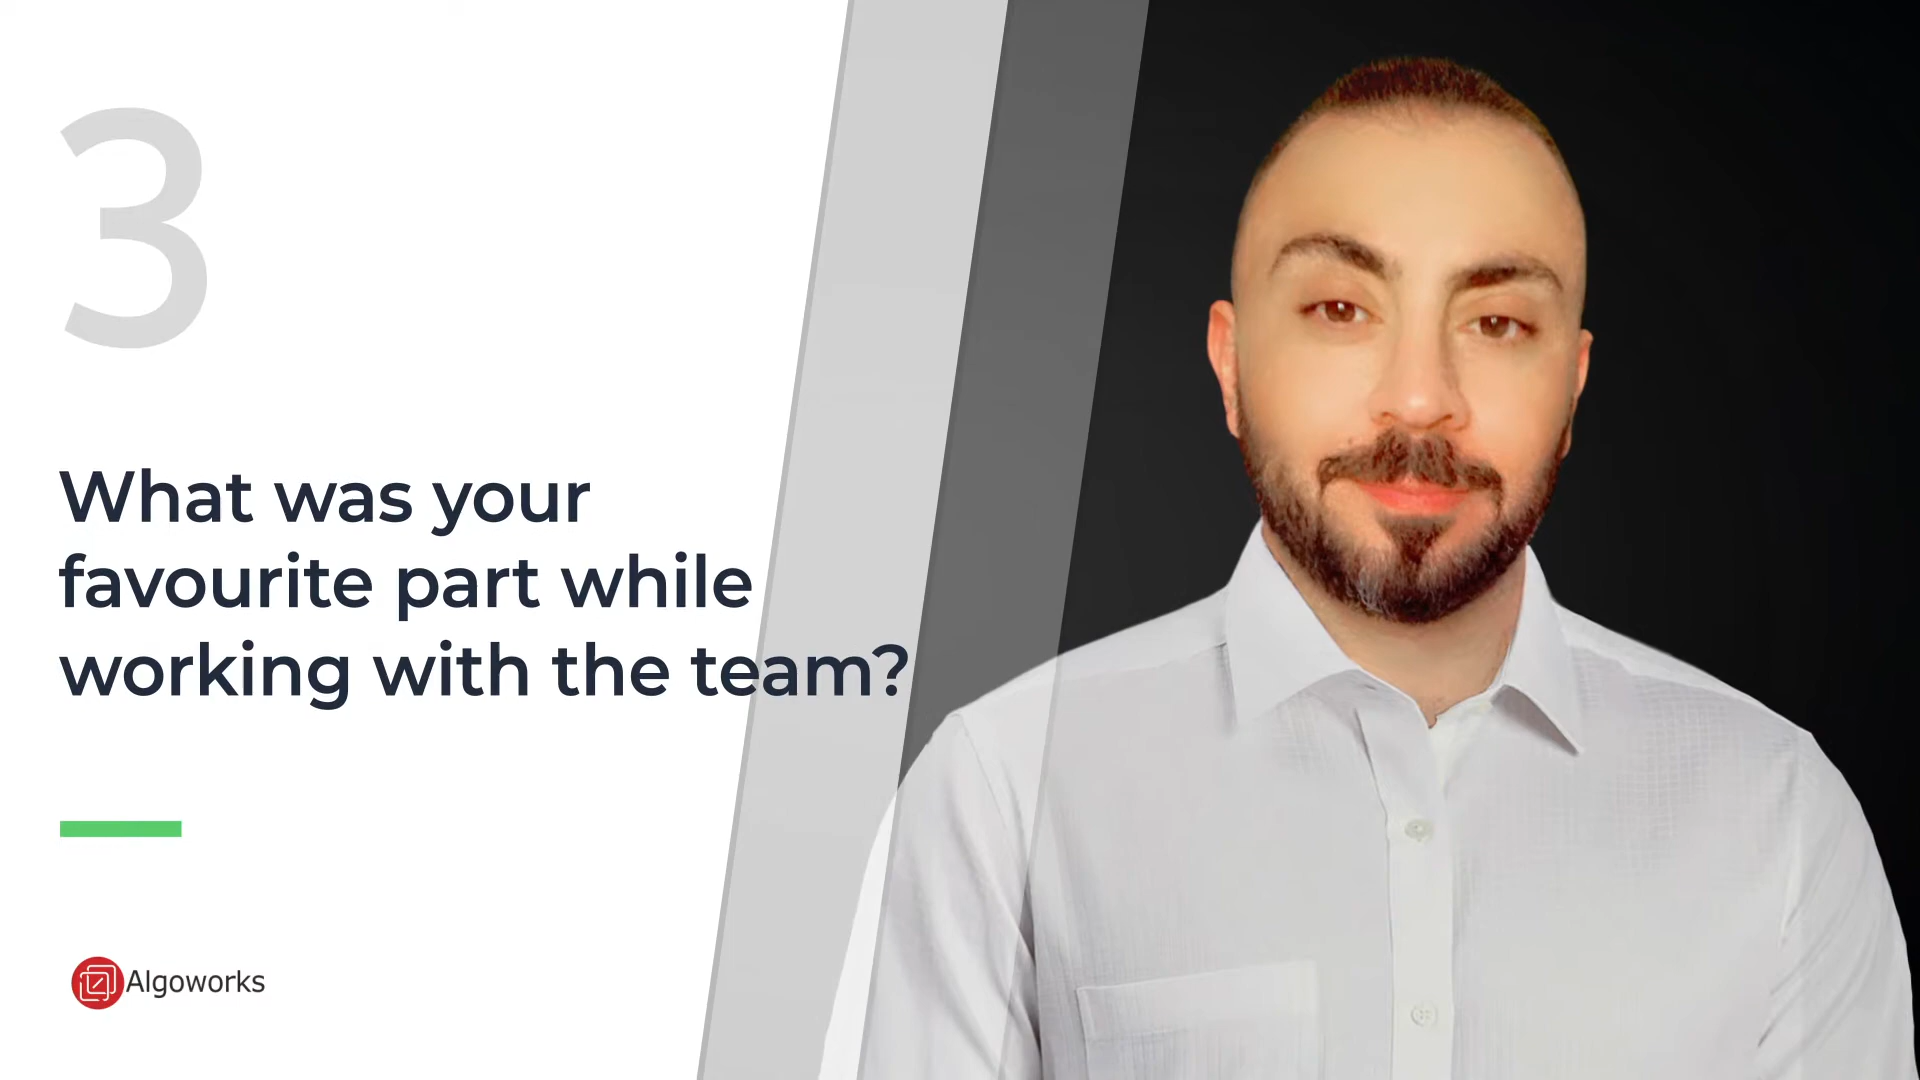 3
What was your
favourite part while
working with the team?
Algoworks